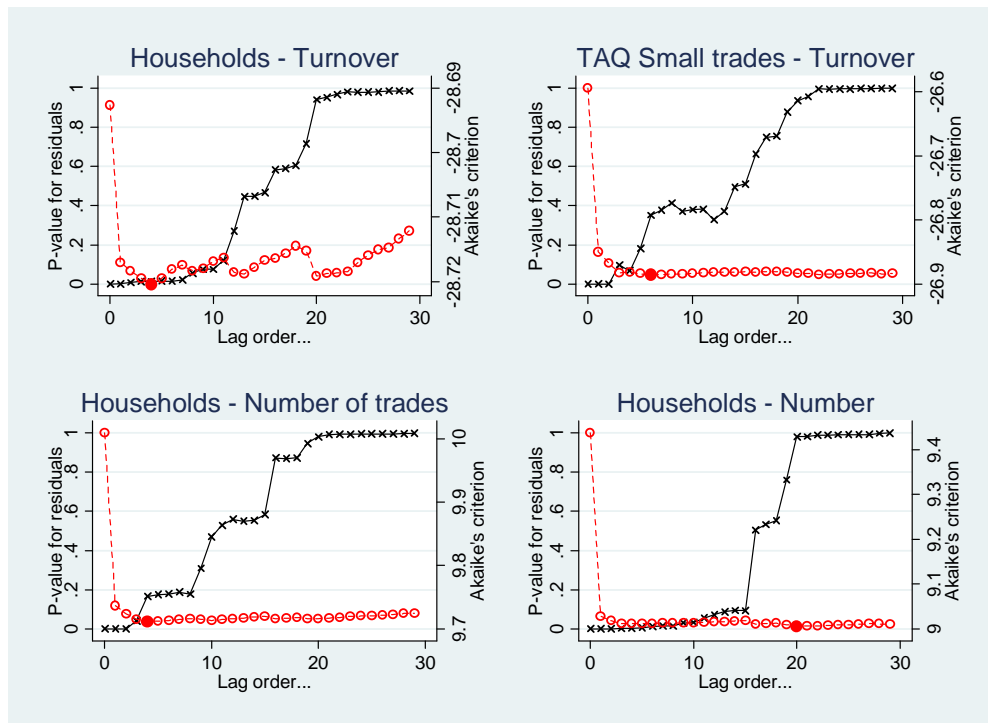 Households - Turnover
P-value for residuals
0 .2 .4 .6 .8 1
-28.72 -28.71 -28.7 -28.69
Akaike's criterion
0 10 20 30
Lag order...
TAQ Small trades - Turnover
P-value for residuals
0 .2 .4 .6 .8 1
-26.9 -26.8 -26.7 -26.6
Akaike's criterion
0 10 20 30
Lag order...
Households - Number of trades
P-value for residuals
0 .2 .4 .6 .8 1
9.7 9.8 9.9 10
Akaike's criterion
0 10 20 30
Lag order...
Households - Number
P-value for residuals
0 .2 .4 .6 .8 1
9 9.1 9.2 9.3 9.4
Akaike's criterion
0 10 20 30
Lag order...